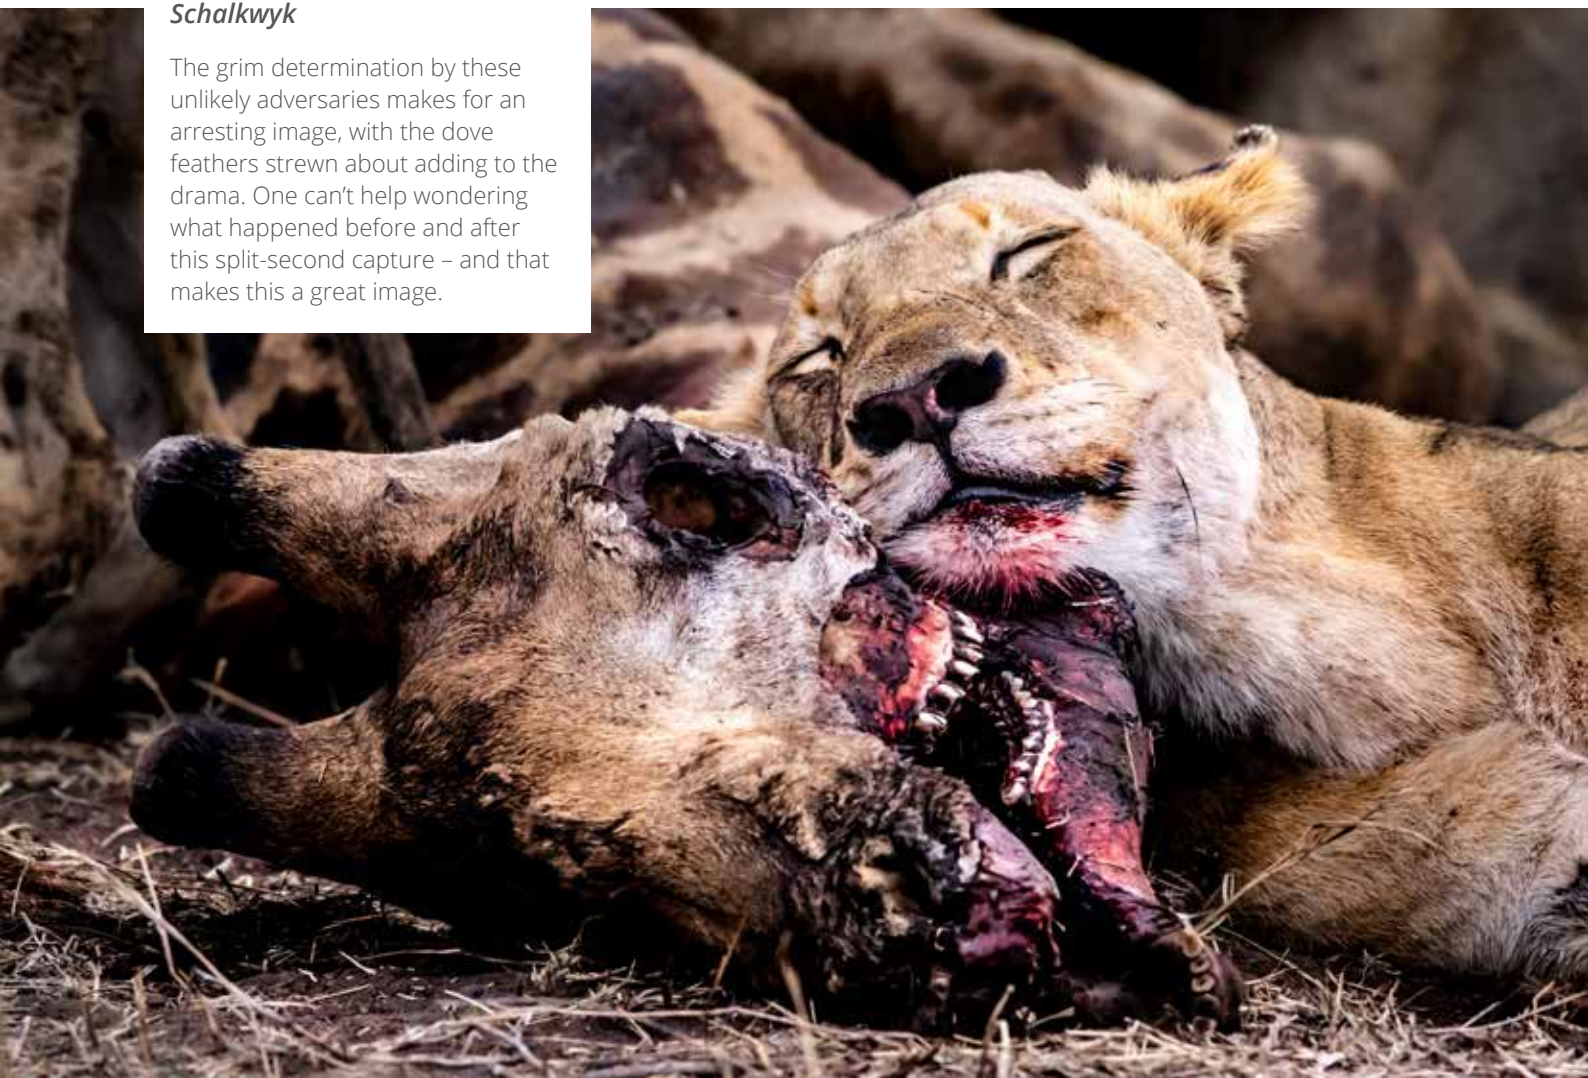 Schalkwyk
The grim determination by these
unlikely adversaries makes for an
arresting image, with the dove
feathers strewn about adding to the
drama. One can’t help wondering
what happened before and after
this split-second capture – and that
makes this a great image.